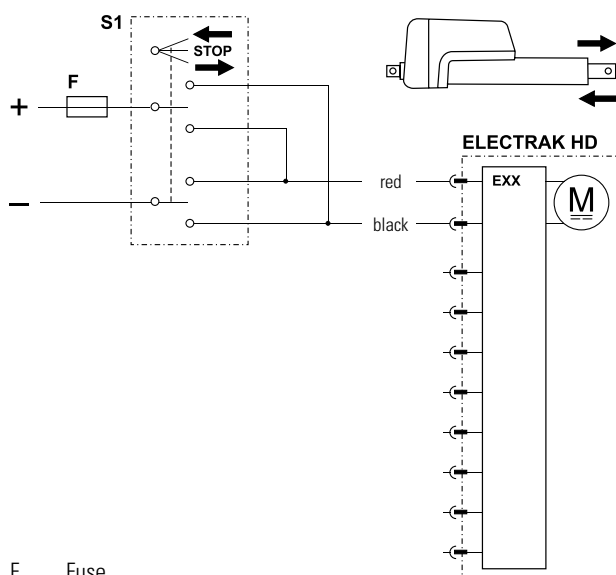 S1
STOP
F
+
−
ELECTRAK HD
red
EXX
M
black
F Fuse